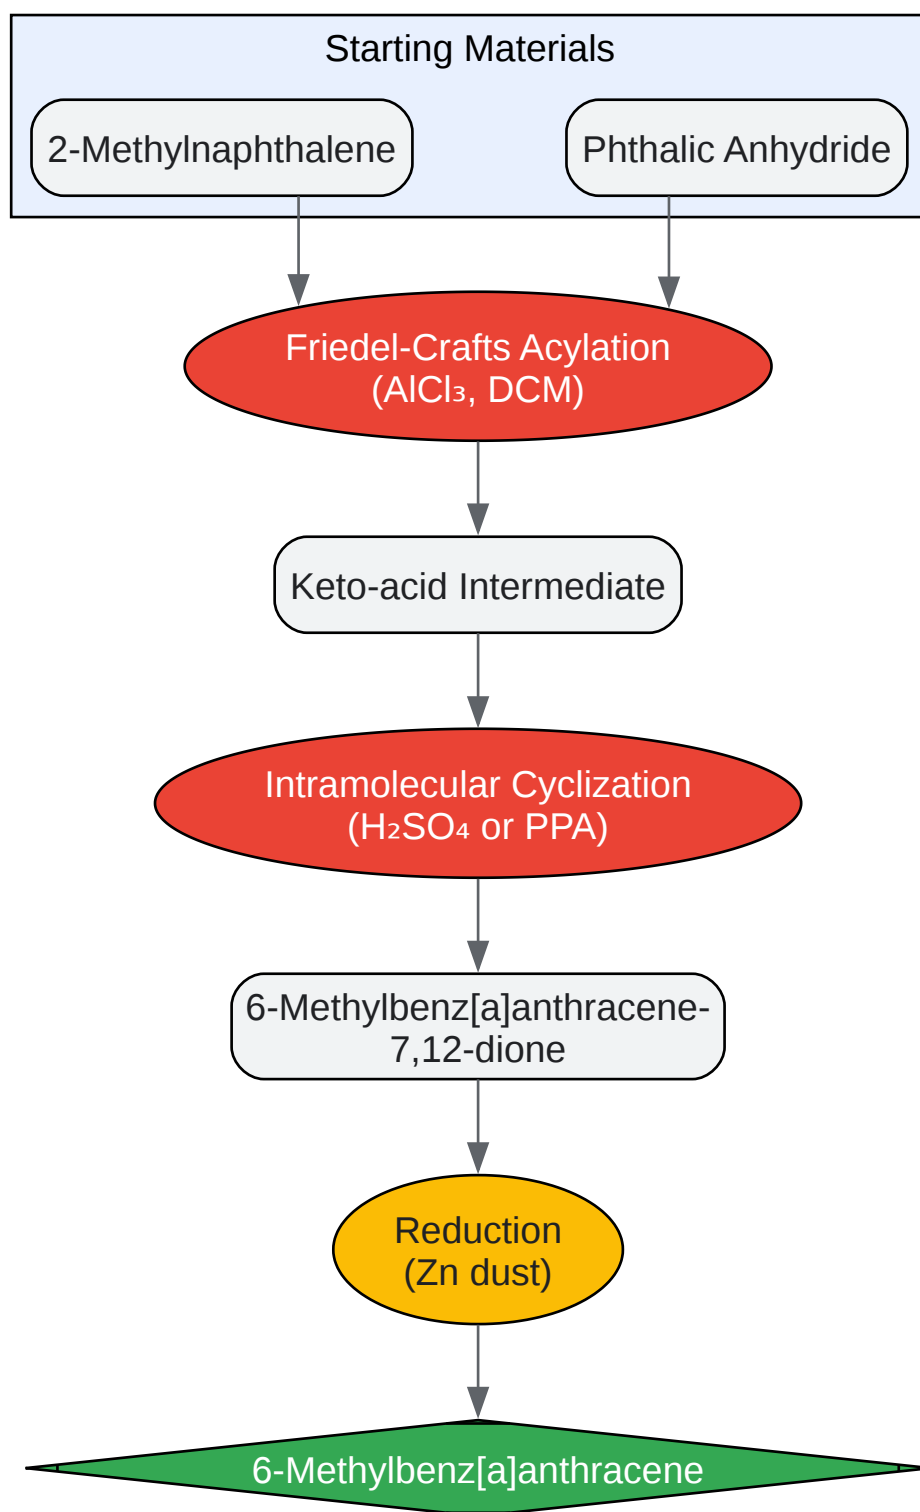 Starting Materials
2-Methylnaphthalene
Phthalic Anhydride
Friedel-Crafts Acylation
(AlCl₃, DCM)
Keto-acid Intermediate
Intramolecular Cyclization
(H₂SO₄ or PPA)
6-Methylbenz[a]anthracene-
7,12-dione
Reduction
(Zn dust)
6-Methylbenz[a]anthracene